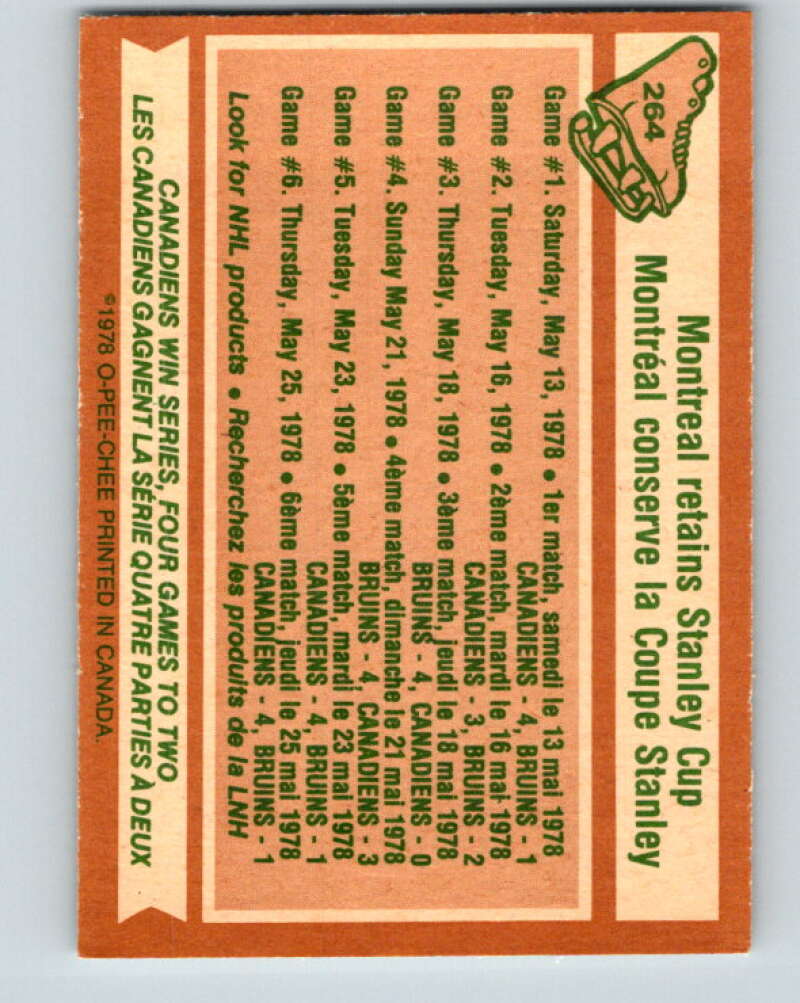 264
Montreal retains Stanley Cup
Montréal conserve la Coupe Stanley
Game #1. Saturday, May 13, 1978 • 1er match, samedi le 13 mai 1978
CANADIENS - 4, BRUINS - 1
Game #2. Tuesday, May 16, 1978 • 2ème match, mardi le 16 mai 1978
CANADIENS - 3, BRUINS - 2
Game #3. Thursday, May 18, 1978 • 3ème match, jeudi le 18 mai 1978
BRUINS - 4, CANADIENS - 0
Game #4. Sunday May 21, 1978 • 4ème match, dimanche le 21 mai 1978
BRUINS - 4, CANADIENS - 3
Game #5. Tuesday, May 23, 1978 • 5ème match, mardi le 23 mai 1978
CANADIENS - 4, BRUINS - 1
Game #6. Thursday, May 25, 1978 • 6ème match, jeudi le 25 mai 1978
CANADIENS - 4, BRUINS - 1
Look for NHL products • Recherchez les produits de la LNH
CANADIENS WIN SERIES, FOUR GAMES TO TWO
LES CANADIENS GAGNENT LA SÉRIE QUATRE PARTIES À DEUX
©1978 O-PEE-CHEE PRINTED IN CANADA.